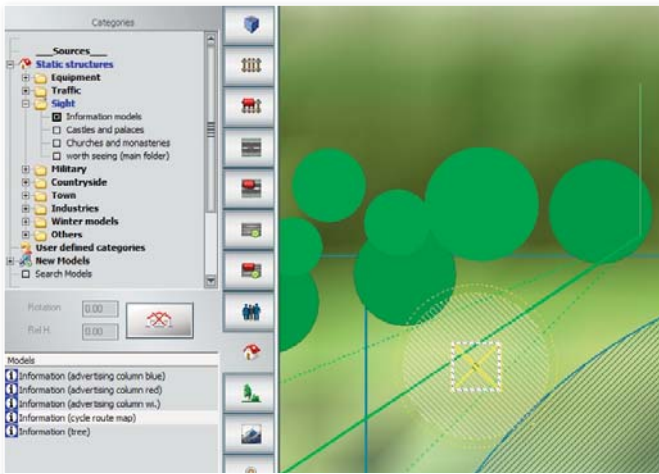 Categories
___Sources___
Static structures
Equipment
Traffic
Sight
Information models
Castles and palaces
Churches and monasteries
worth seeing (main folder)
Military
Countryside
Town
Industries
Winter models
Others
User defined categories
New Models
Search Models
Rotation 0.00
Rel H. 0.00
Models
Information (advertising column blue)
Information (advertising column red)
Information (advertising column wi.)
Information (cycle route map)
Information (tree)